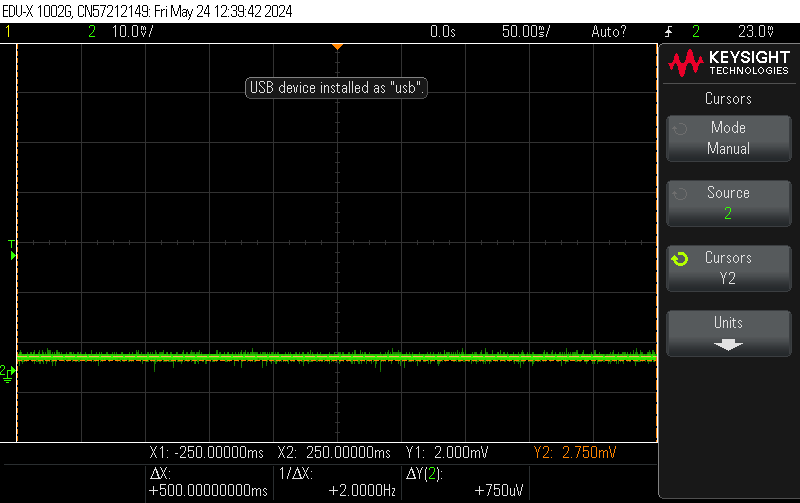 EDU-X 1002G, CN57212149: Fri May 24 12:39:42 2024
1 2 10.0㎷/ 0.0s 50.00㎳/ Auto? 2 23.0㎷
KEYSIGHT
TECHNOLOGIES
USB device installed as "usb".
Cursors
Mode
Manual
Source
2
Cursors
Y2
Units
T
2
X1: -250.00000ms X2: 250.00000ms Y1: 2.000mV Y2: 2.750mV
ΔX: 1/ΔX: ΔY(2):
+500.00000000ms +2.0000Hz +750uV